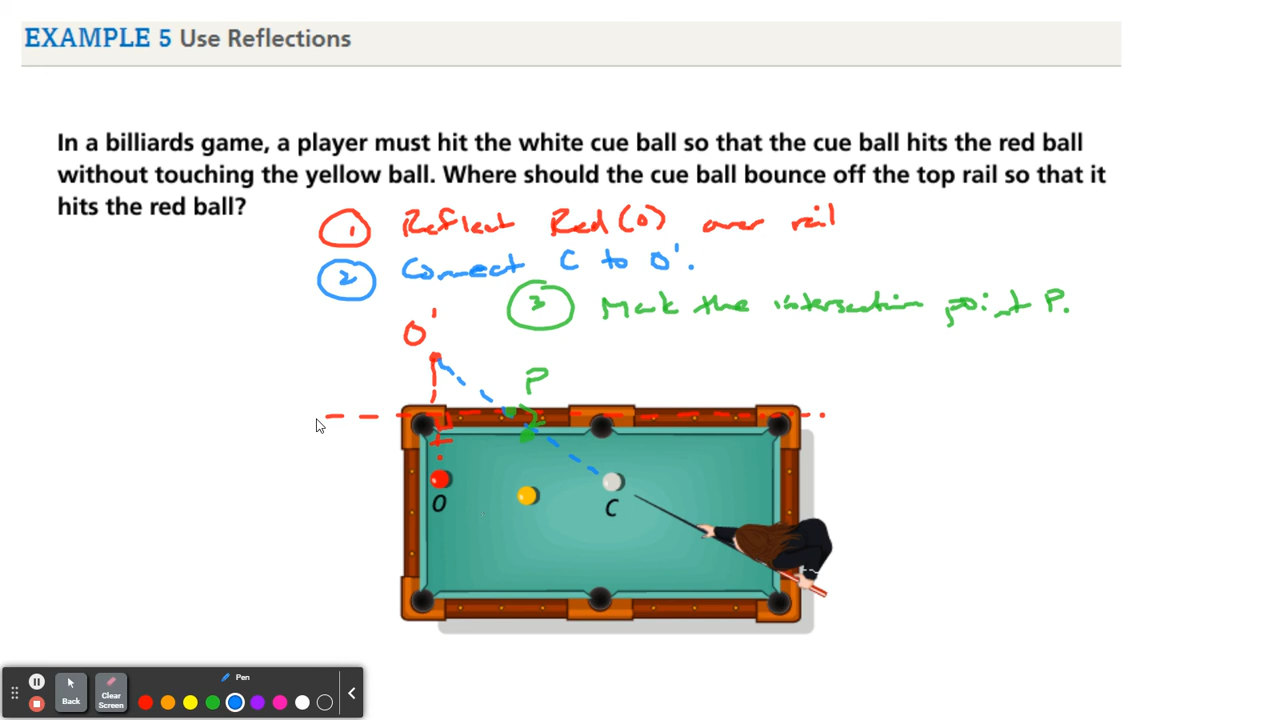 EXAMPLE 5 Use Reflections
In a billiards game, a player must hit the white cue ball so that the cue ball hits the red ball
without touching the yellow ball. Where should the cue ball bounce off the top rail so that it
hits the red ball?
1 Reflect Red (O) over rail
2 Connect C to O'.
3 Mark the intersection point P.
O'
P
O
C
Pen
Back
Clear
Screen